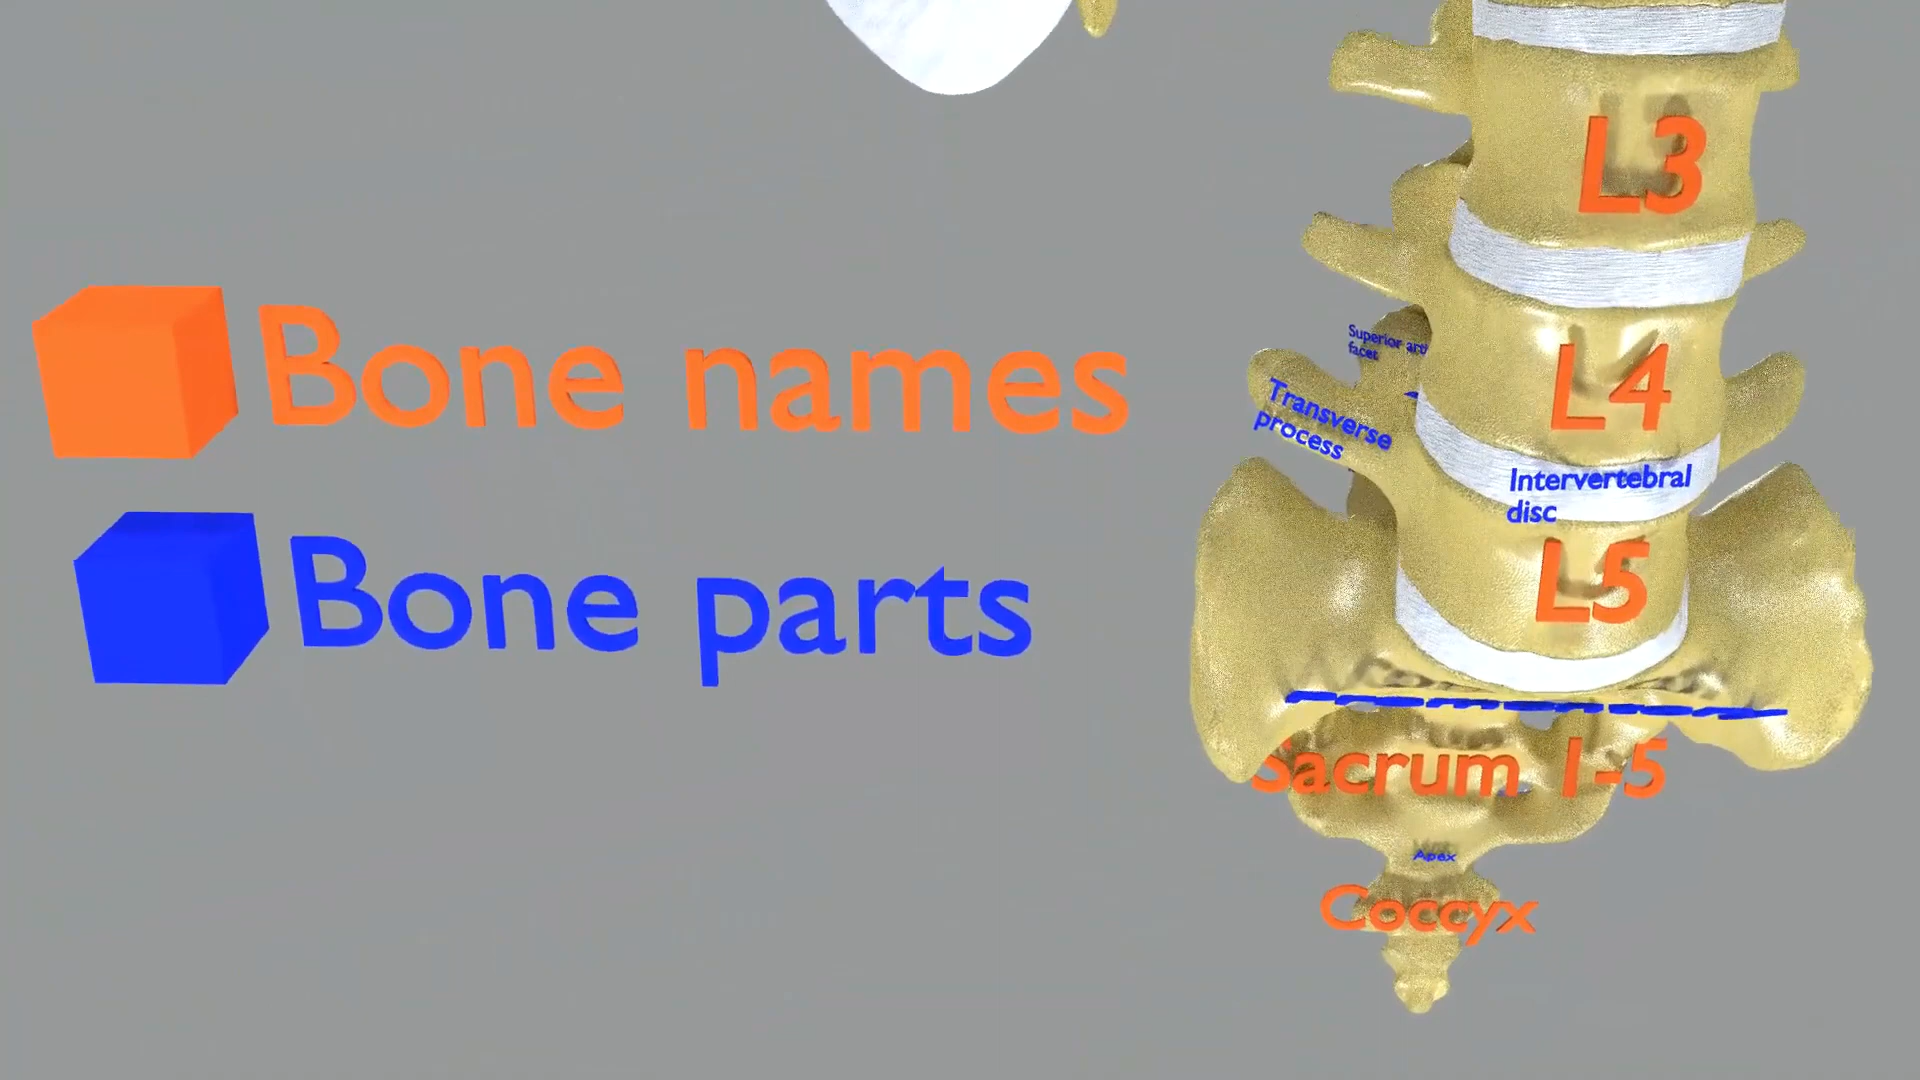 Bone names
Bone parts
L3
Superior
facet
L4
Transverse
process
Intervertebral
disc
L5
Sacrum 1-5
Apex
Coccyx